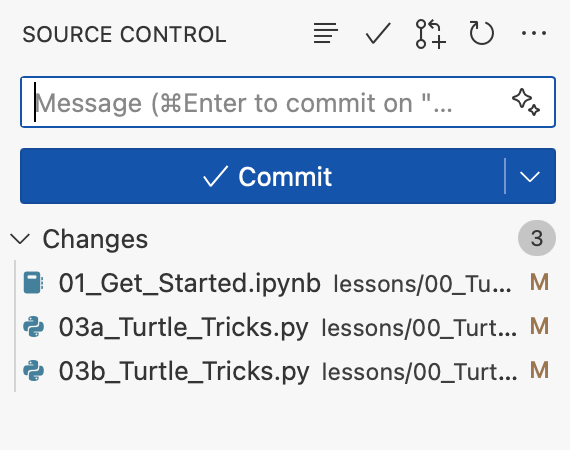 SOURCE CONTROL
Message (⌘Enter to commit on "...
Commit
Changes 3
01_Get_Started.ipynb lessons/00_Tu... M
03a_Turtle_Tricks.py lessons/00_Turt... M
03b_Turtle_Tricks.py lessons/00_Turt... M